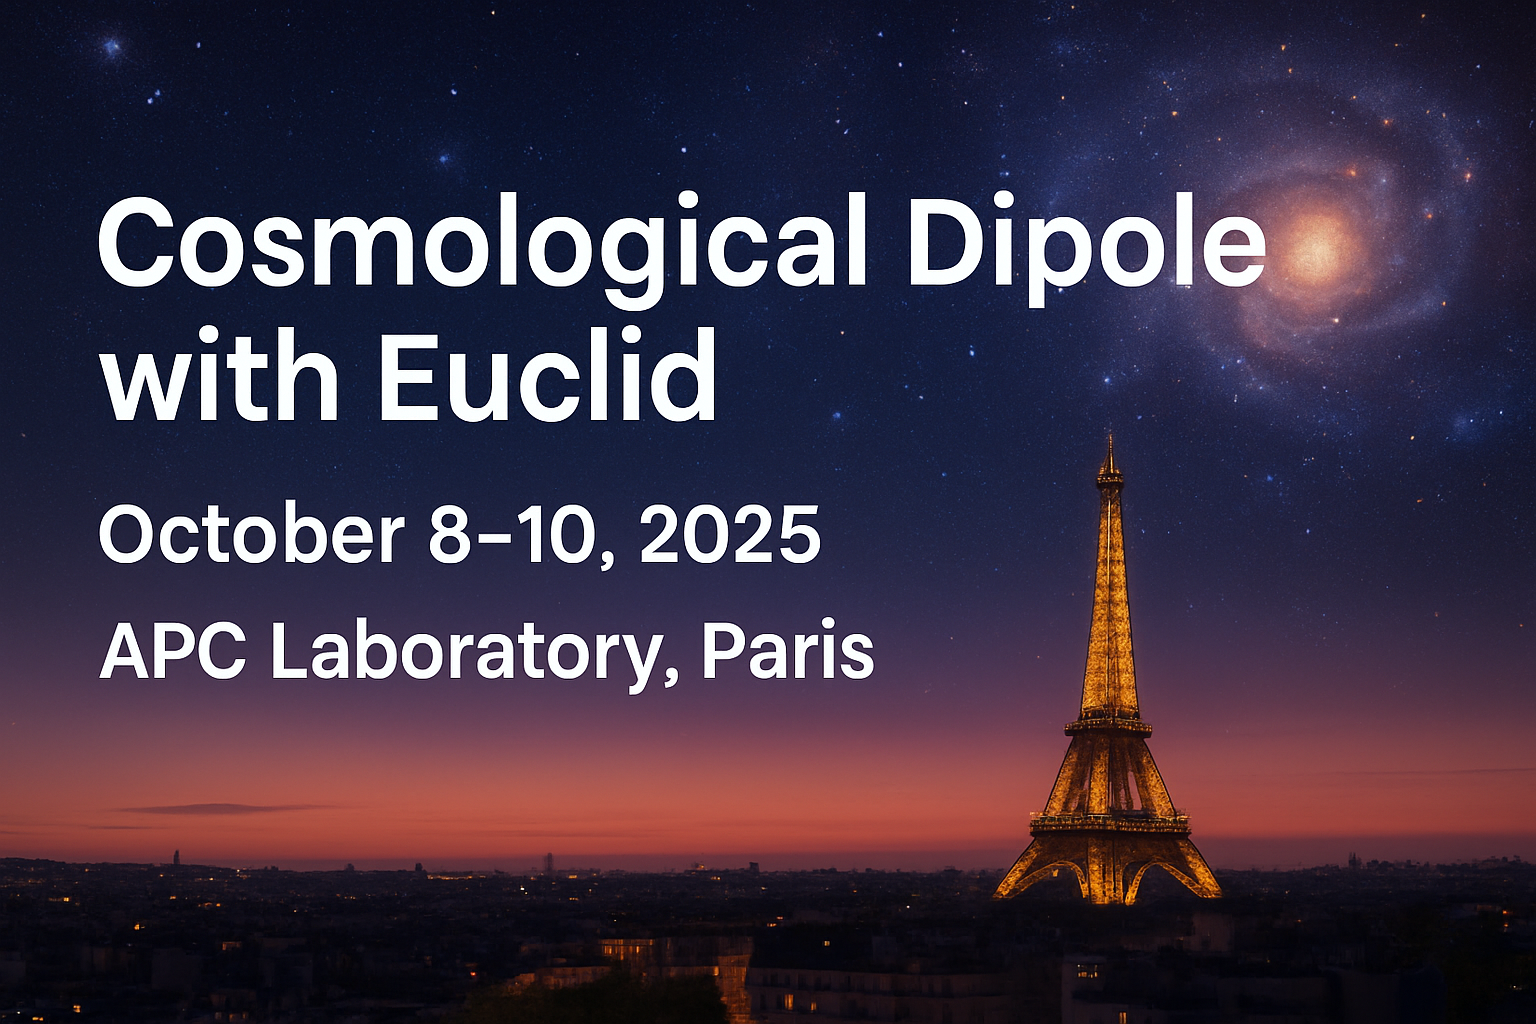 Cosmological Dipole
with Euclid
October 8–10, 2025
APC Laboratory, Paris